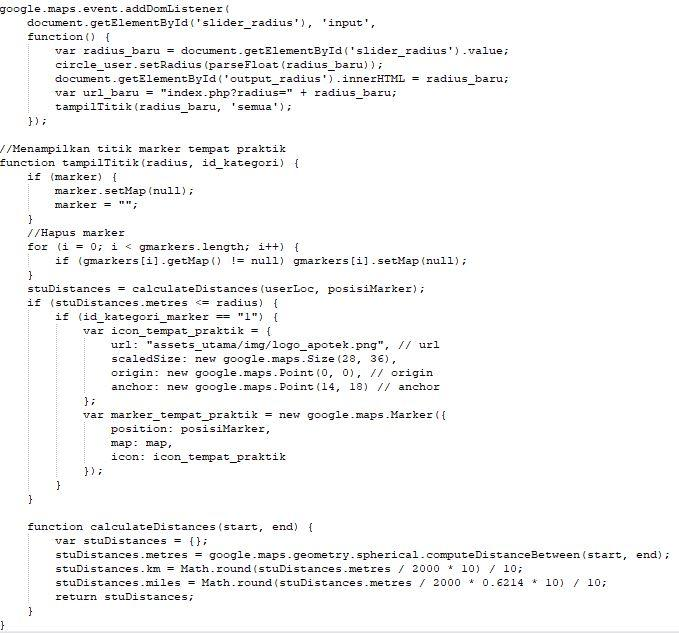 google.maps.event.addDomListener(
    document.getElementById('slider_radius'), 'input',
    function() {
        var radius_baru = document.getElementById('slider_radius').value;
        circle_user.setRadius(parseFloat(radius_baru));
        document.getElementById('output_radius').innerHTML = radius_baru;
        var url_baru = "index.php?radius=" + radius_baru;
        tampilTitik(radius_baru, 'semua');
    });

//Menampilkan titik marker tempat praktik
function tampilTitik(radius, id_kategori) {
    if (marker) {
        marker.setMap(null);
        marker = "";
    }
    //Hapus marker
    for (i = 0; i < gmarkers.length; i++) {
        if (gmarkers[i].getMap() != null) gmarkers[i].setMap(null);
    }
    stuDistances = calculateDistances(userLoc, posisiMarker);
    if (stuDistances.metres <= radius) {
        if (id_kategori_marker == "1") {
            var icon_tempat_praktik = {
                url: "assets_utama/img/logo_apotek.png", // url
                scaledSize: new google.maps.Size(28, 36),
                origin: new google.maps.Point(0, 0), // origin
                anchor: new google.maps.Point(14, 18) // anchor
            };
            var marker_tempat_praktik = new google.maps.Marker({
                position: posisiMarker,
                map: map,
                icon: icon_tempat_praktik
            });
        }
    }

    function calculateDistances(start, end) {
        var stuDistances = {};
        stuDistances.metres = google.maps.geometry.spherical.computeDistanceBetween(start, end);
        stuDistances.km = Math.round(stuDistances.metres / 2000 * 10) / 10;
        stuDistances.miles = Math.round(stuDistances.metres / 2000 * 0.6214 * 10) / 10;
        return stuDistances;
    }
}